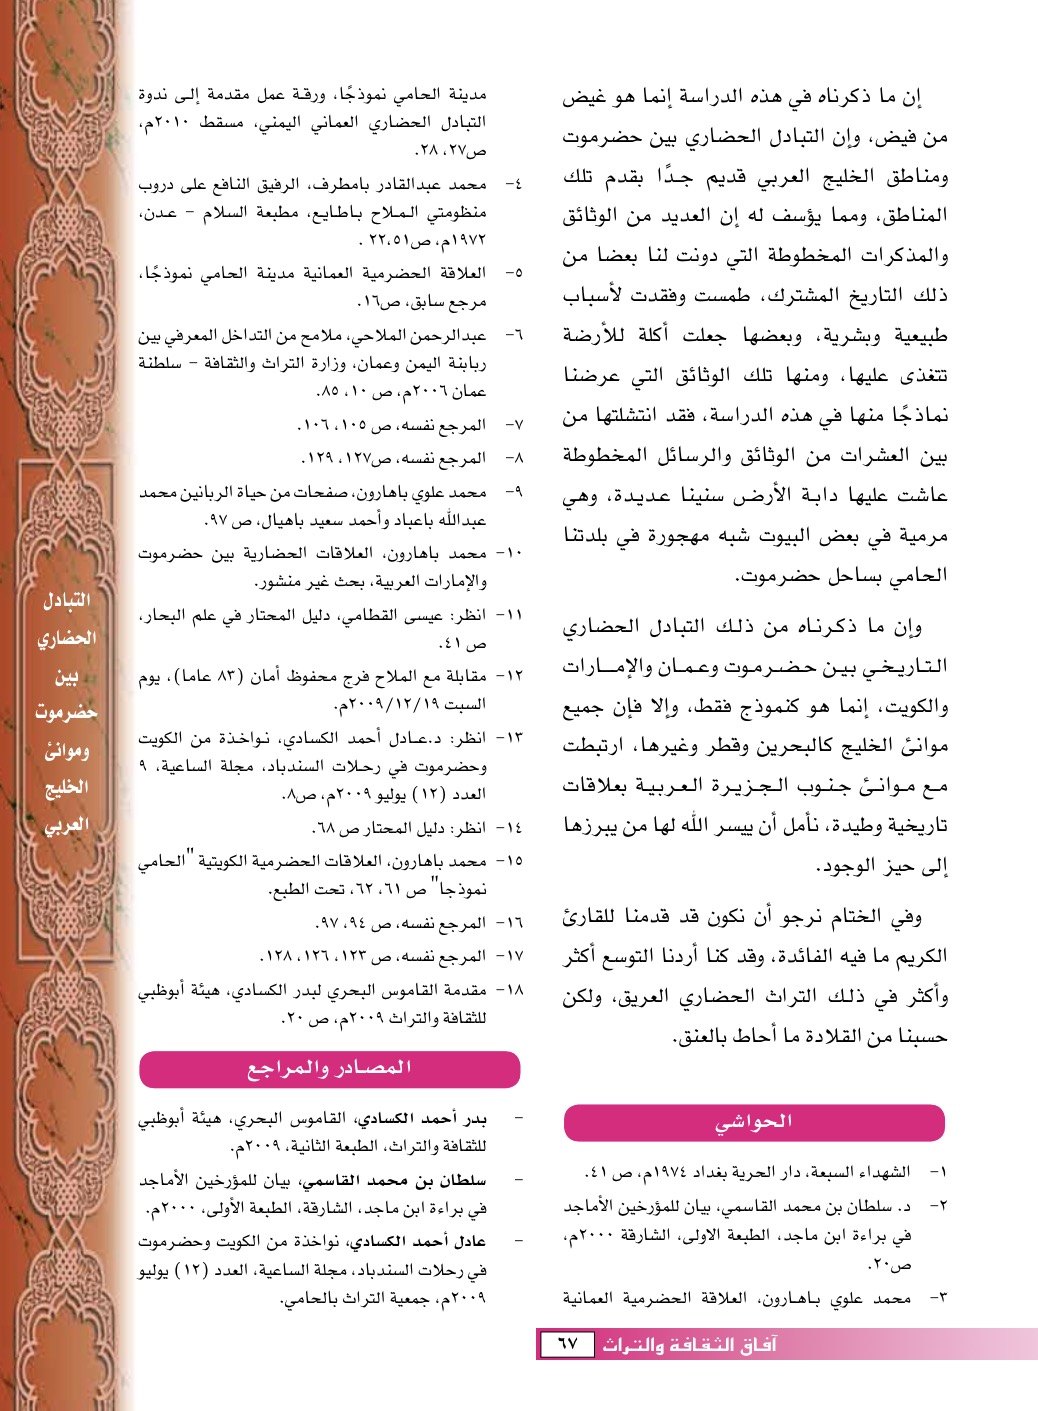 إن ما ذكرناه في هذه الدراسة إنما هو غيض
من فيض، وإن التبادل الحضاري بين حضرموت
ومناطق الخليج العربي قديم جدًا بقدم تلك
المناطق، ومما يؤسف له إن العديد من الوثائق
والمذكرات المخطوطة التي دونت لنا بعضا من
ذلك التاريخ المشترك، طمست وفقدت لأسباب
طبيعية وبشرية، وبعضها جعلت أكلة للأرضة
تتغذى عليها، ومنها تلك الوثائق التي عرضنا
نماذجًا منها في هذه الدراسة، فقد انتشلتها من
بين العشرات من الوثائق والرسائل المخطوطة
عاشت عليها دابة الأرض سنينا عديدة، وهي
مرمية في بعض البيوت شبه مهجورة في بلدتنا
الحامي بساحل حضرموت.
وإن ما ذكرناه من ذلك التبادل الحضاري
التاريخي بين حضرموت وعمان والإمارات
والكويت، إنما هو كنموذج فقط، وإلا فإن جميع
موانئ الخليج كالبحرين وقطر وغيرها، ارتبطت
مع موانئ جنوب الجزيرة العربية بعلاقات
تاريخية وطيدة، نأمل أن ييسر الله لها من يبرزها
إلى حيز الوجود.
وفي الختام نرجو أن نكون قد قدمنا للقارئ
الكريم ما فيه الفائدة، وقد كنا أردنا التوسع أكثر
وأكثر في ذلك التراث الحضاري العريق، ولكن
حسبنا من القلادة ما أحاط بالعنق.
الحواشي
١- الشهداء السبعة، دار الحرية بغداد ١٩٧٤م، ص ٤١.
٢- د. سلطان بن محمد القاسمي، بيان للمؤرخين الأماجد
في براءة ابن ماجد، الطبعة الاولى، الشارقة ٢٠٠٠م،
ص٢٠.
٣- محمد علوي باهارون، العلاقة الحضرمية العمانية
مدينة الحامي نموذجًا، ورقة عمل مقدمة إلى ندوة
التبادل الحضاري العماني اليمني، مسقط ٢٠١٠م،
ص٢٧، ٢٨.
٤- محمد عبدالقادر بامطرف، الرفيق النافع على دروب
منظومتي الملاح باطايع، مطبعة السلام - عدن،
١٩٧٢م، ص٢٢،٥١ .
٥- العلاقة الحضرمية العمانية مدينة الحامي نموذجًا،
مرجع سابق، ص١٦.
٦- عبدالرحمن الملاحي، ملامح من التداخل المعرفي بين
ربابنة اليمن وعمان، وزارة التراث والثقافة - سلطنة
عمان ٢٠٠٦م، ص ١٠، ٨٥.
٧- المرجع نفسه، ص ١٠٥، ١٠٦.
٨- المرجع نفسه، ص١٢٧، ١٢٩.
٩- محمد علوي باهارون، صفحات من حياة الربانين محمد
عبدالله باعباد وأحمد سعيد باهيال، ص ٩٧.
١٠- محمد باهارون، العلاقات الحضارية بين حضرموت
والإمارات العربية، بحث غير منشور.
١١- انظر: عيسى القطامي، دليل المحتار في علم البحار،
ص ٤١.
١٢- مقابلة مع الملاح فرج محفوظ أمان (٨٣ عاما)، يوم
السبت ٢٠٠٩/١٢/١٩م.
١٣- انظر: د.عادل أحمد الكسادي، نواخذة من الكويت
وحضرموت في رحلات السندباد، مجلة الساعية، ٩
العدد (١٢) يوليو ٢٠٠٩م، ص٨.
١٤- انظر: دليل المحتار ص ٦٨.
١٥- محمد باهارون، العلاقات الحضرمية الكويتية "الحامي
نموذجا" ص ٦١، ٦٢، تحت الطبع.
١٦- المرجع نفسه، ص ٩٤، ٩٧.
١٧- المرجع نفسه، ص ١٢٣، ١٢٦، ١٢٨.
١٨- مقدمة القاموس البحري لبدر الكسادي، هيئة أبوظبي
للثقافة والتراث ٢٠٠٩م، ص ٢٠.
المصادر والمراجع
- بدر أحمد الكسادي، القاموس البحري، هيئة أبوظبي
للثقافة والتراث، الطبعة الثانية، ٢٠٠٩م.
- سلطان بن محمد القاسمي، بيان للمؤرخين الأماجد
في براءة ابن ماجد، الشارقة، الطبعة الأولى، ٢٠٠٠م.
- عادل أحمد الكسادي، نواخذة من الكويت وحضرموت
في رحلات السندباد، مجلة الساعية، العدد (١٢) يوليو
٢٠٠٩م، جمعية التراث بالحامي.
التبادل
الحضاري
بين
حضرموت
وموانئ
الخليج
العربي
آفاق الثقافة والتراث ٦٧